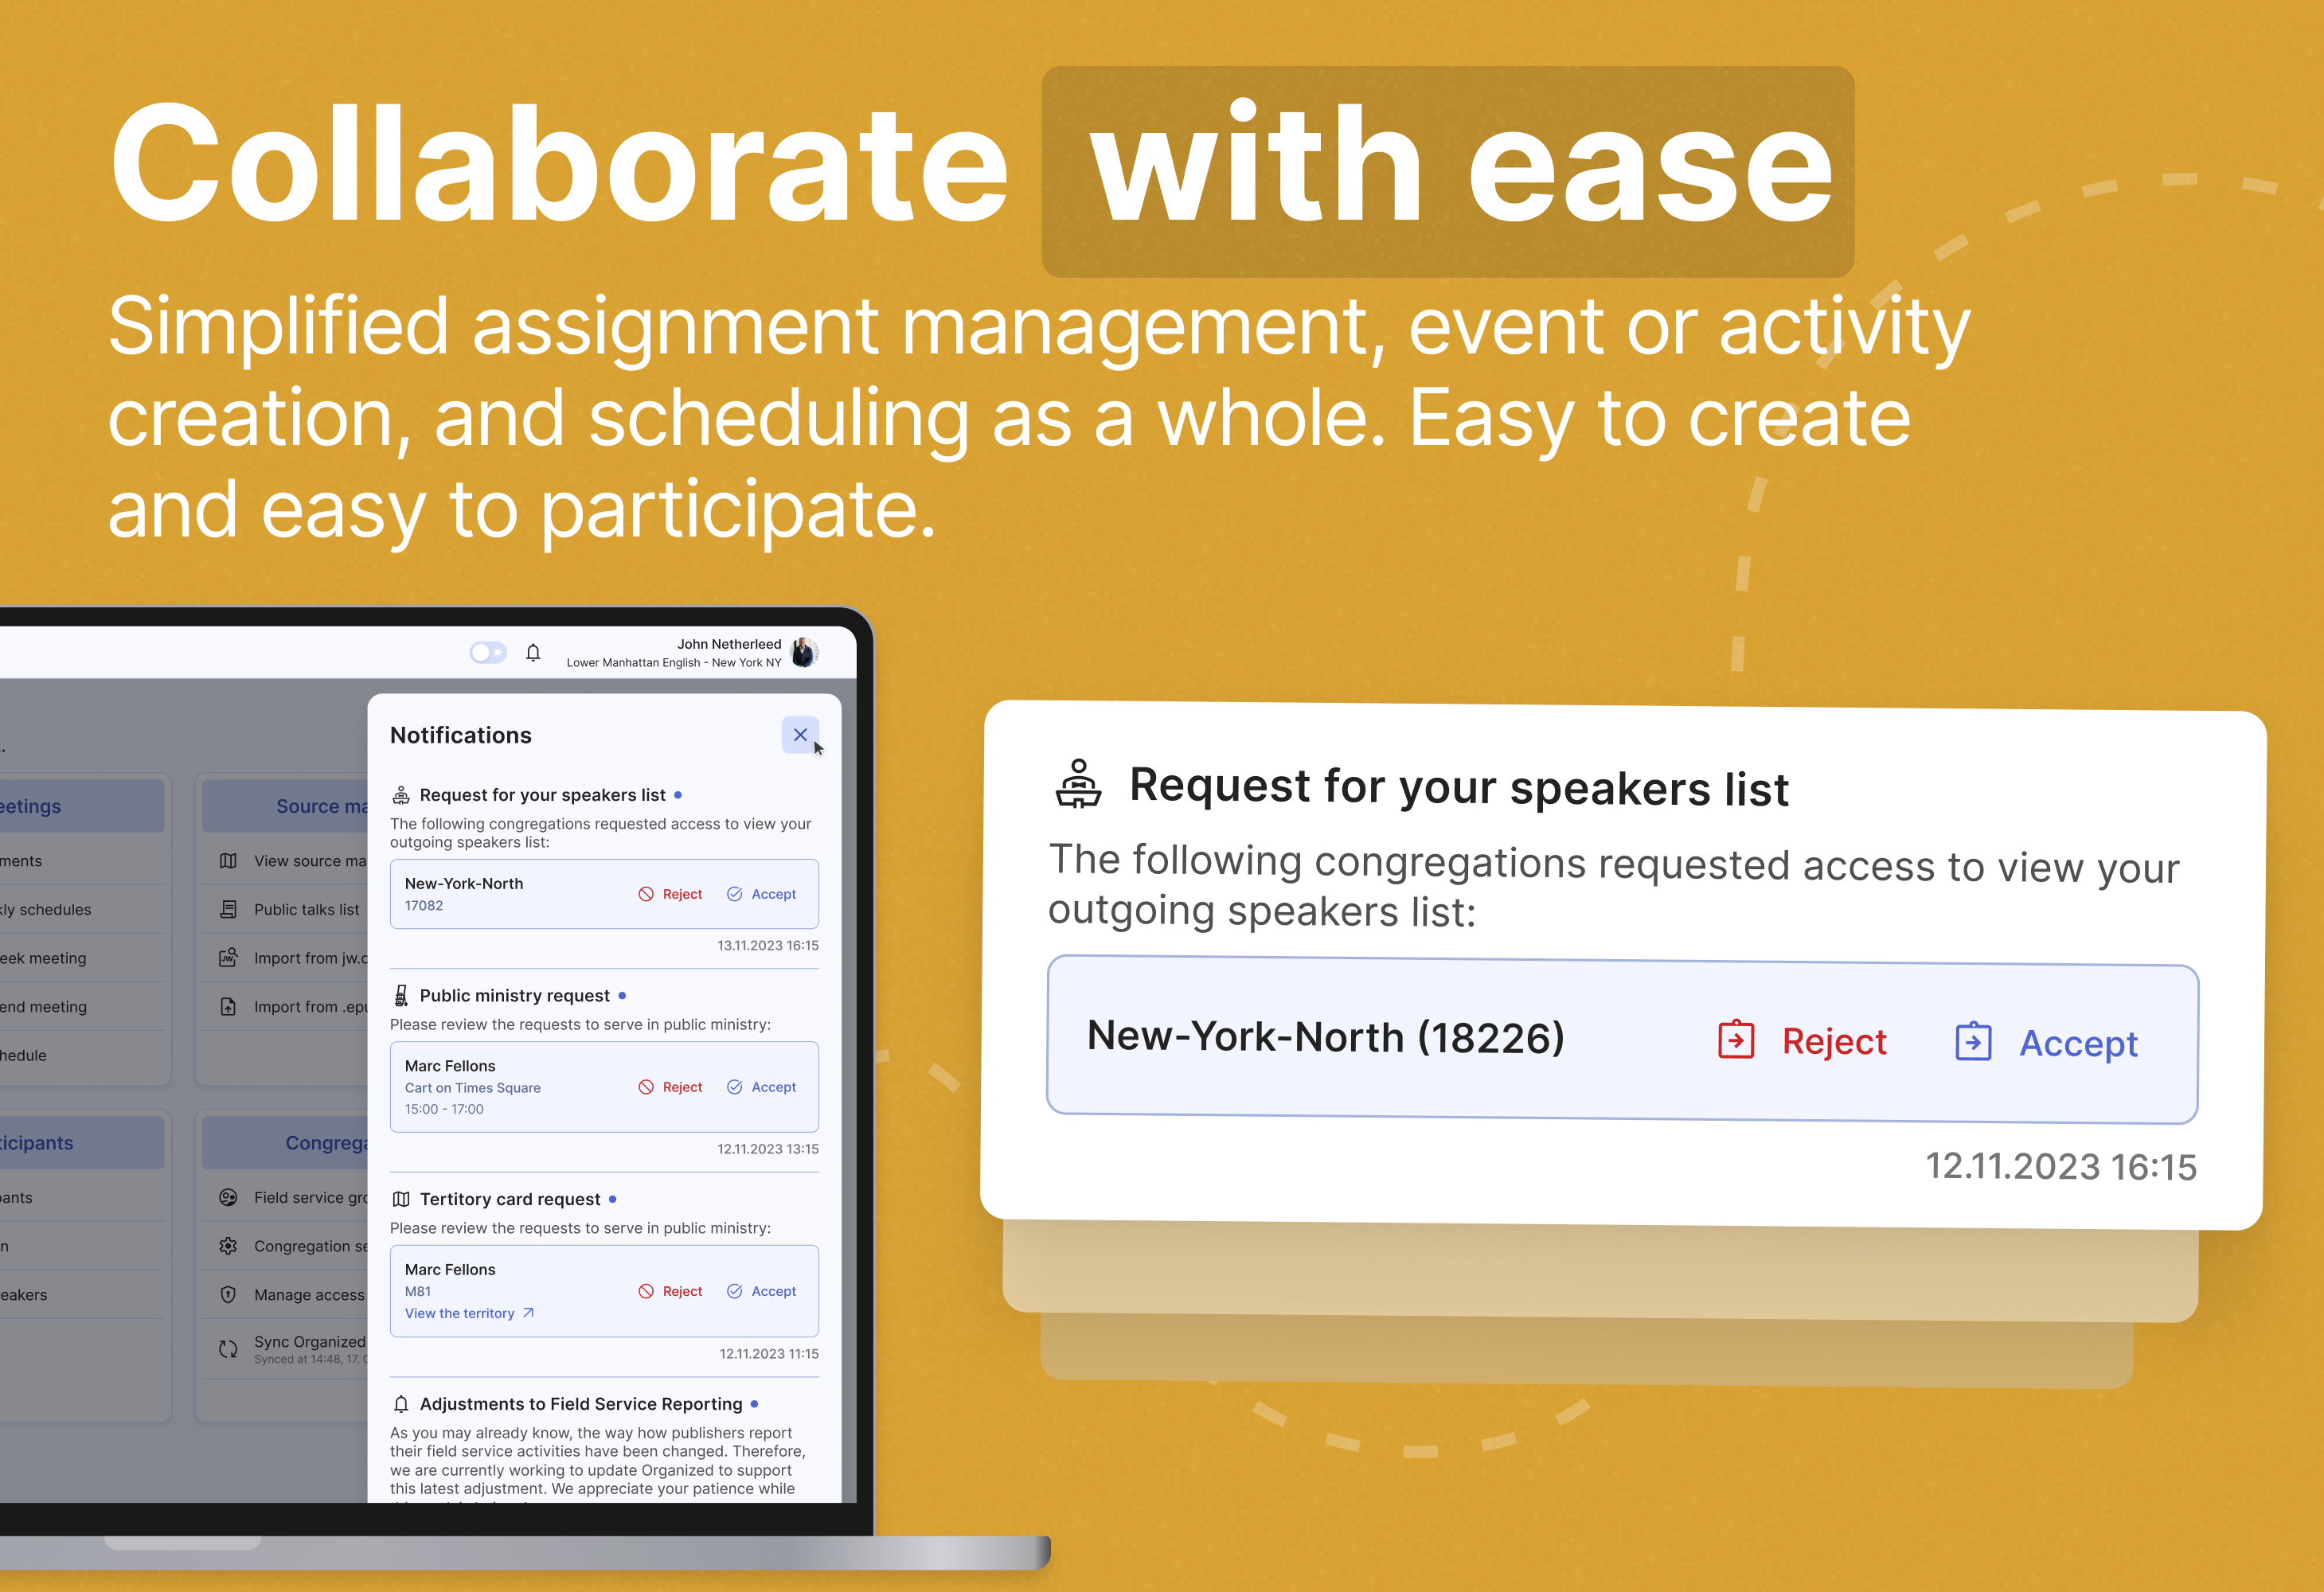 Collaborate with ease
Simplified assignment management, event or activity
creation, and scheduling as a whole. Easy to create
and easy to participate.
John Netherleed
Lower Manhattan English - New York NY
Notifications
Request for your speakers list
The following congregations requested access to view your
outgoing speakers list:
New-York-North
17082
Reject
Accept
13.11.2023 16:15
Public ministry request
Please review the requests to serve in public ministry:
Marc Fellons
Cart on Times Square
15:00 - 17:00
Reject
Accept
12.11.2023 13:15
Tertitory card request
Please review the requests to serve in public ministry:
Marc Fellons
M81
View the territory
Reject
Accept
12.11.2023 11:15
Adjustments to Field Service Reporting
As you may already know, the way how publishers report
their field service activities have been changed. Therefore,
we are currently working to update Organized to support
this latest adjustment. We appreciate your patience while
eetings
ments
kly schedules
eek meeting
end meeting
hedule
Source ma
View source ma
Public talks list
JW
Import from jw.o
Import from .epu
ticipants
pants
n
eakers
Congrega
Field service gro
Congregation se
Manage access
Sync Organized
Synced at 14:48, 17.
Request for your speakers list
The following congregations requested access to view your
outgoing speakers list:
New-York-North (18226)
Reject
Accept
12.11.2023 16:15